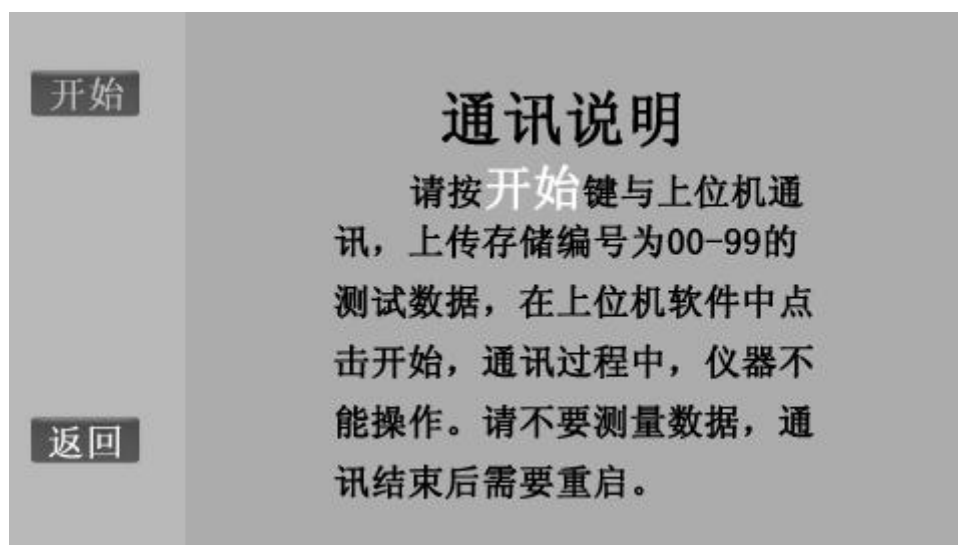 开始
通讯说明
请按开始键与上位机通
讯，上传存储编号为00-99的
测试数据，在上位机软件中点
击开始，通讯过程中，仪器不
能操作。请不要测量数据，通
讯结束后需要重启。
返回